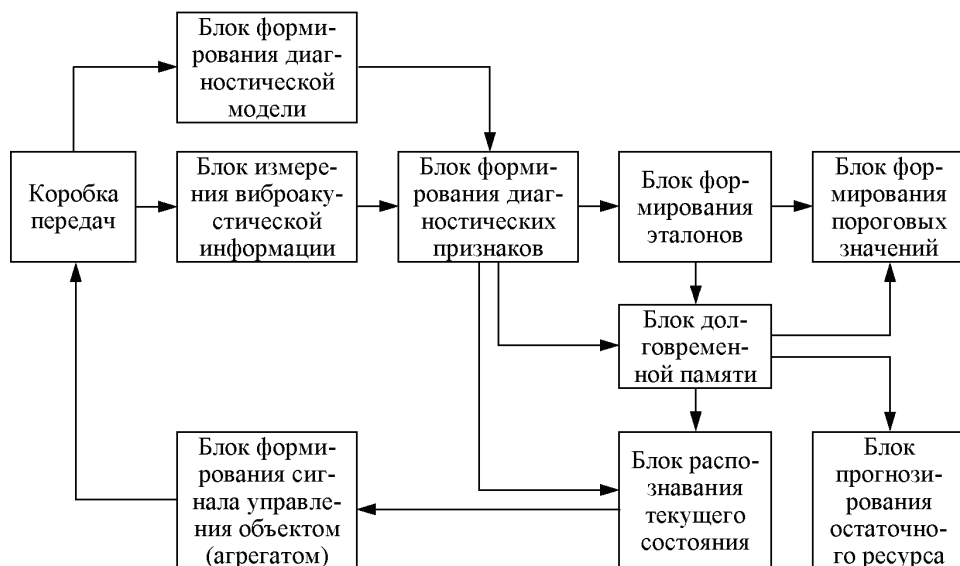 Блок форми-
рования диаг-
ностической
модели
Коробка
передач
Блок измере-
ния виброаку-
стической
информации
Блок форми-
рования диаг-
ностических
признаков
Блок фор-
мирования
эталонов
Блок фор-
мирования
пороговых
значений
Блок дол-
говремен-
ной памяти
Блок форми-
рования сиг-
нала управле-
ния объектом
(агрегатом)
Блок распо-
знавания
текущего
состояния
Блок
прогнози-
рования
остаточно-
го ресурса